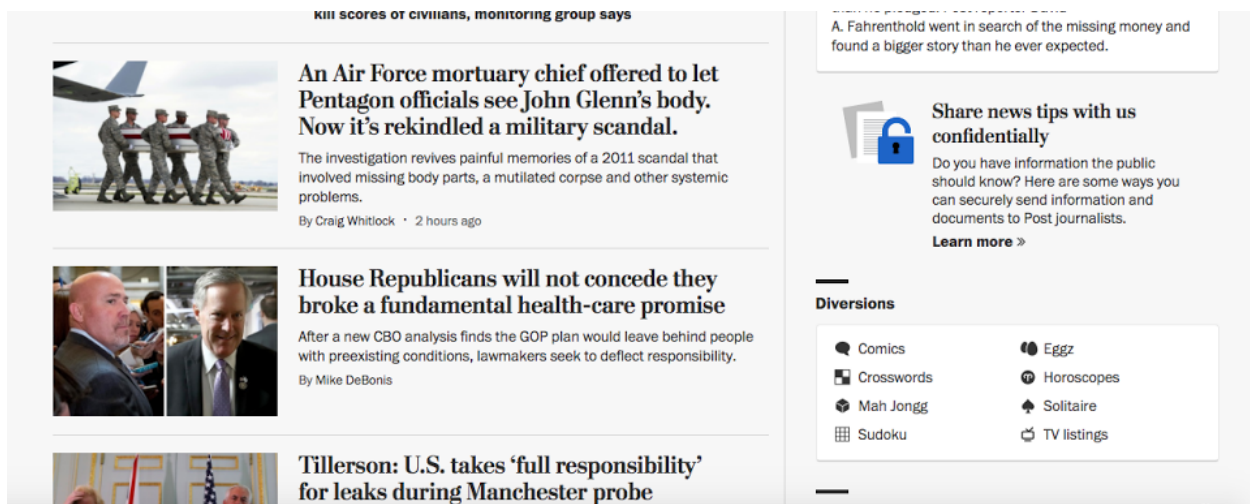 kill scores of civilians, monitoring group says
An Air Force mortuary chief offered to let
Pentagon officials see John Glenn’s body.
Now it’s rekindled a military scandal.
The investigation revives painful memories of a 2011 scandal that
involved missing body parts, a mutilated corpse and other systemic
problems.
By Craig Whitlock • 2 hours ago
House Republicans will not concede they
broke a fundamental health-care promise
After a new CBO analysis finds the GOP plan would leave behind people
with preexisting conditions, lawmakers seek to deflect responsibility.
By Mike DeBonis
Tillerson: U.S. takes ‘full responsibility’
for leaks during Manchester probe
than he pledged. Post reporter David
A. Fahrenthold went in search of the missing money and
found a bigger story than he ever expected.
Share news tips with us
confidentially
Do you have information the public
should know? Here are some ways you
can securely send information and
documents to Post journalists.
Learn more »
Diversions
Comics
Crosswords
Mah Jongg
Sudoku
Eggz
Horoscopes
Solitaire
TV listings